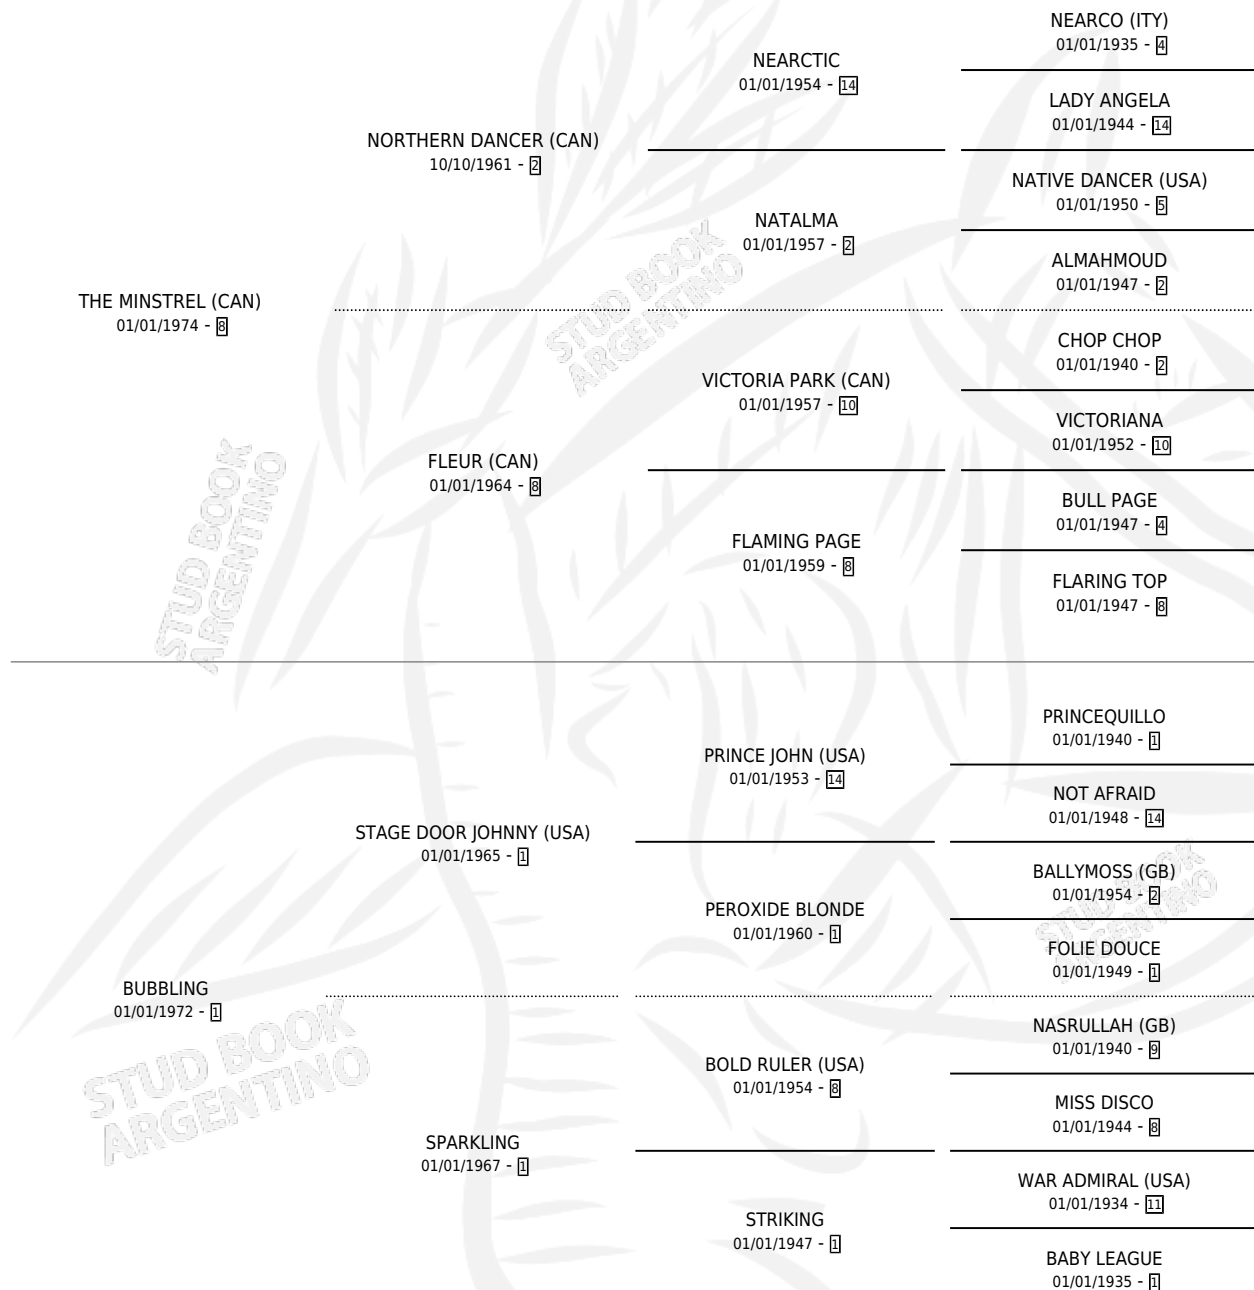 NEARCO (ITY)
01/01/1935 - 4
NEARCTIC
01/01/1954 - 14
LADY ANGELA
01/01/1944 - 14
NORTHERN DANCER (CAN)
10/10/1961 - 2
NATIVE DANCER (USA)
01/01/1950 - 5
NATALMA
01/01/1957 - 2
ALMAHMOUD
01/01/1947 - 2
THE MINSTREL (CAN)
01/01/1974 - 8
CHOP CHOP
01/01/1940 - 2
VICTORIA PARK (CAN)
01/01/1957 - 10
VICTORIANA
01/01/1952 - 10
FLEUR (CAN)
01/01/1964 - 8
BULL PAGE
01/01/1947 - 4
FLAMING PAGE
01/01/1959 - 8
FLARING TOP
01/01/1947 - 8
PRINCEQUILLO
01/01/1940 - 1
PRINCE JOHN (USA)
01/01/1953 - 14
NOT AFRAID
01/01/1948 - 14
STAGE DOOR JOHNNY (USA)
01/01/1965 - 1
BALLYMOSS (GB)
01/01/1954 - 2
PEROXIDE BLONDE
01/01/1960 - 1
FOLIE DOUCE
01/01/1949 - 1
BUBBLING
01/01/1972 - 1
NASRULLAH (GB)
01/01/1940 - 9
BOLD RULER (USA)
01/01/1954 - 8
MISS DISCO
01/01/1944 - 8
SPARKLING
01/01/1967 - 1
WAR ADMIRAL (USA)
01/01/1934 - 11
STRIKING
01/01/1947 - 1
BABY LEAGUE
01/01/1935 - 1
STUD BOOK
ARGENTINO
STUD BOOK
ARGENTINO
STUD BOOK
ARGENTINO
STUD BOOK
ARGENTINO